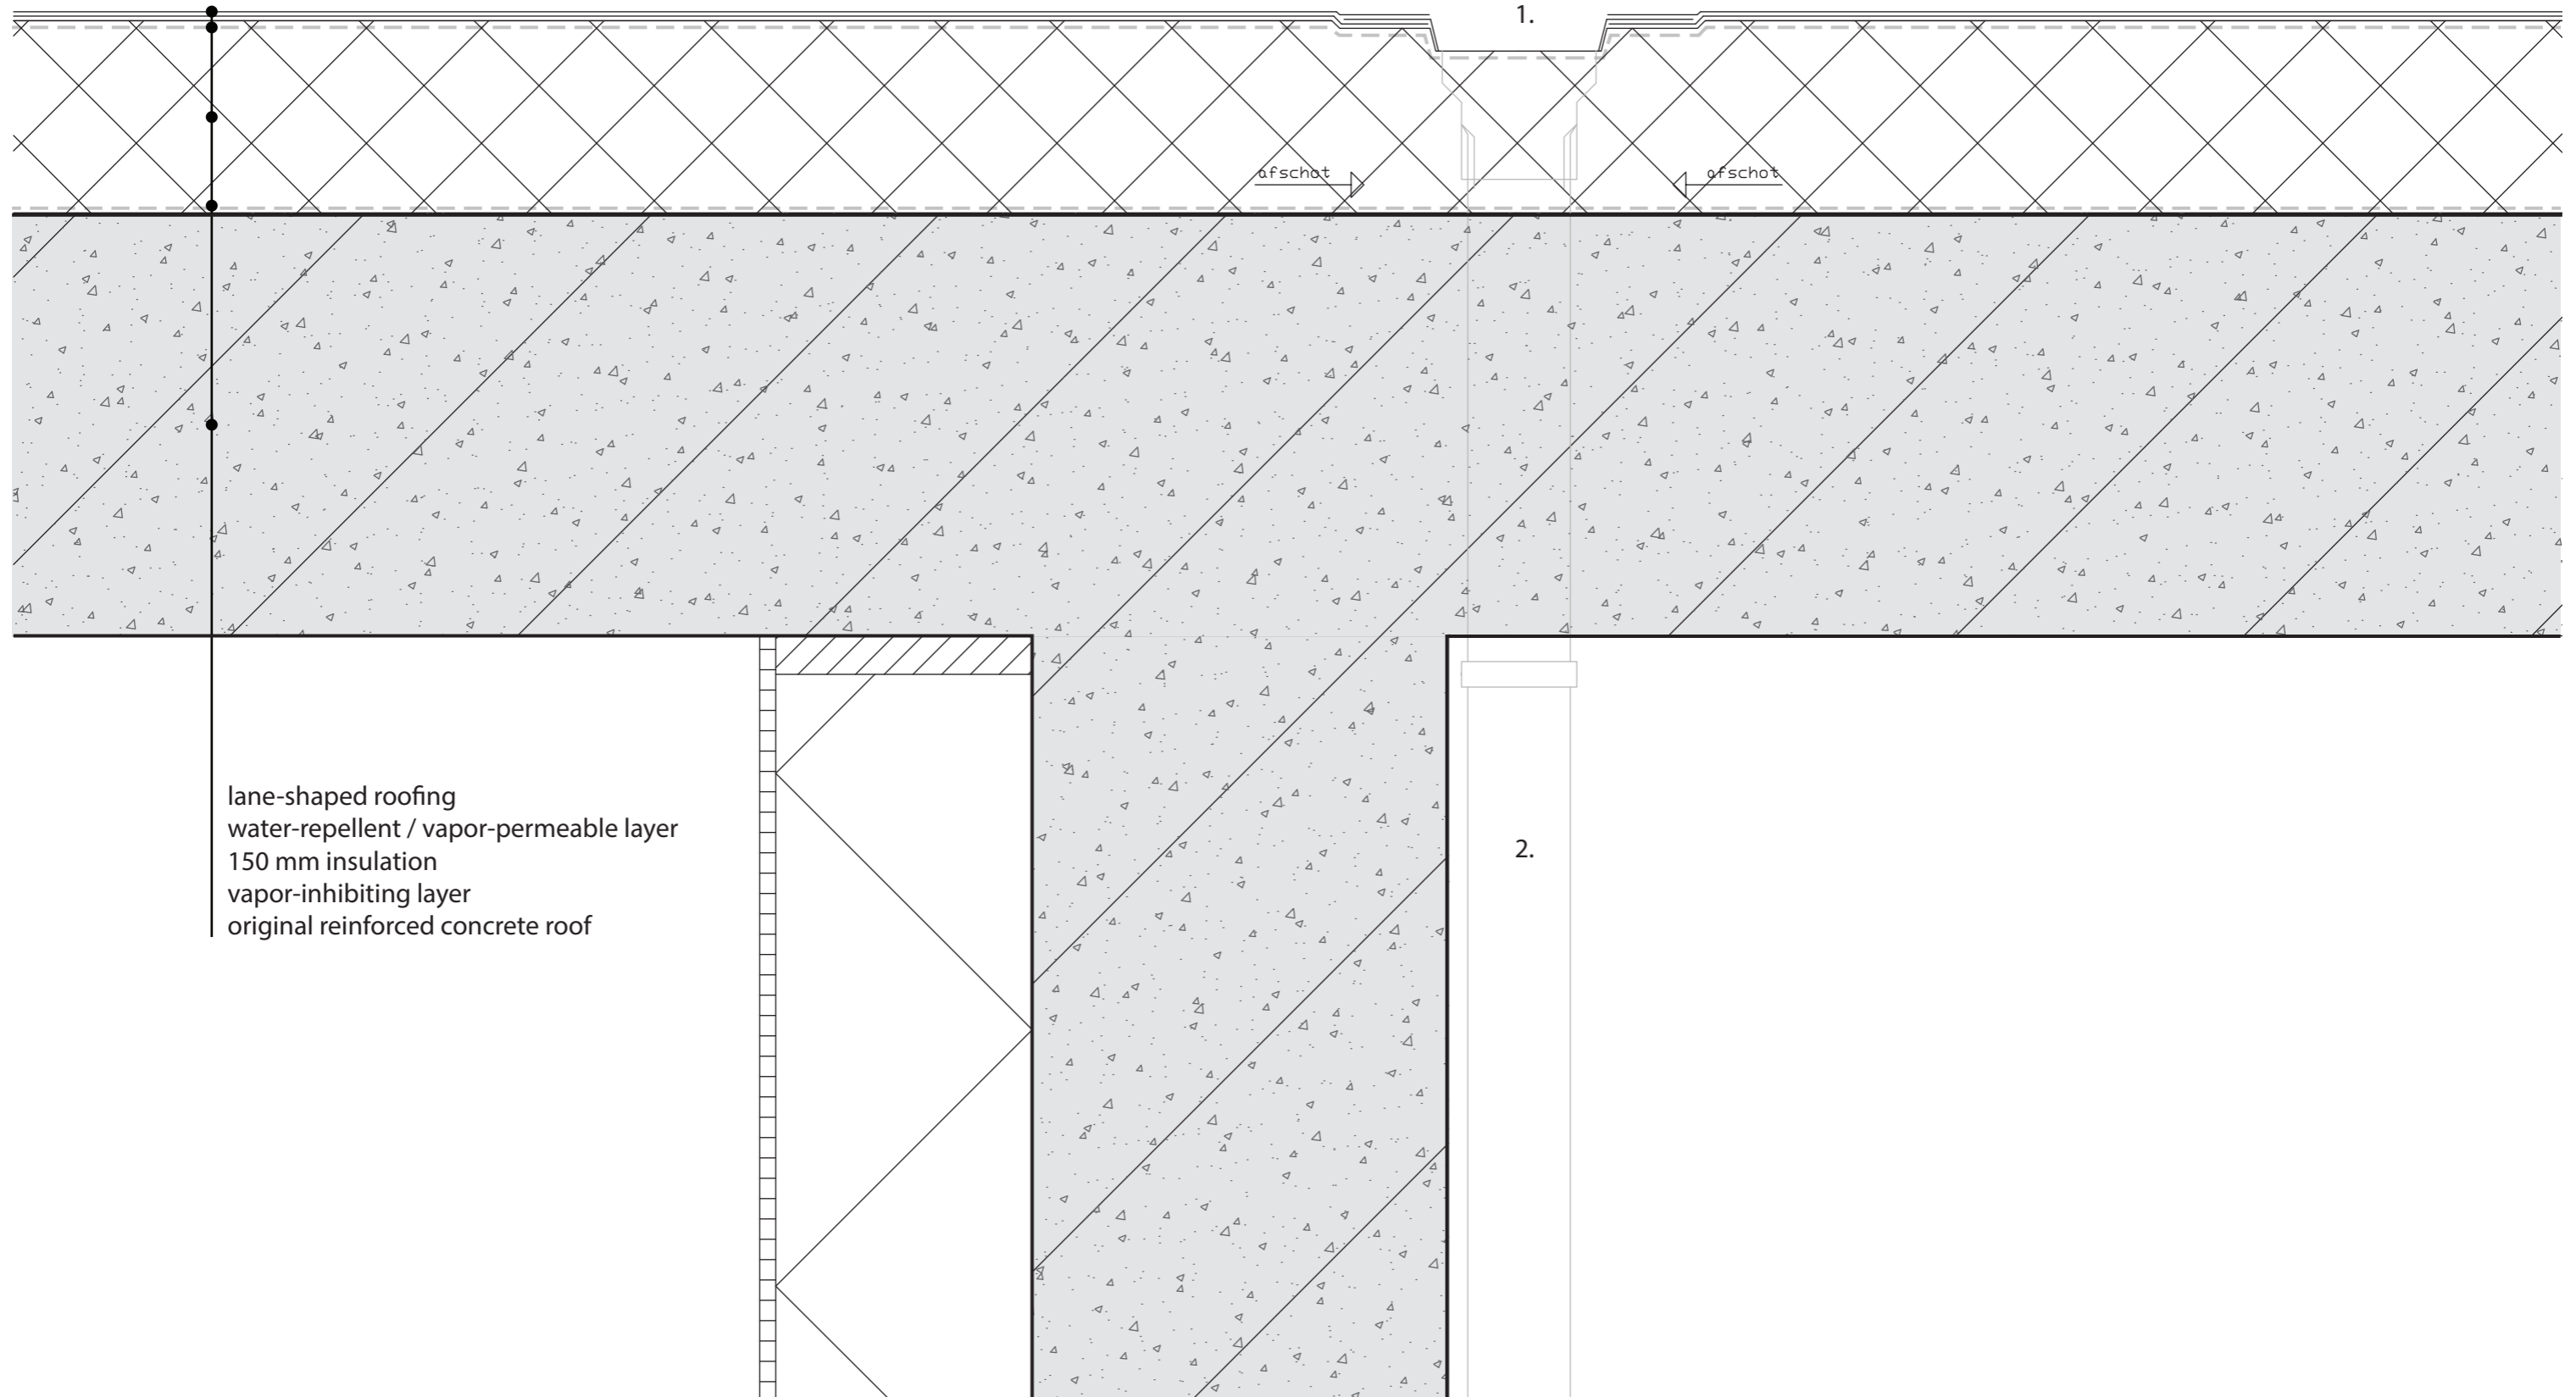 1.
afschot
afschot
lane-shaped roofing
water-repellent / vapor-permeable layer
150 mm insulation
vapor-inhibiting layer
original reinforced concrete roof
2.